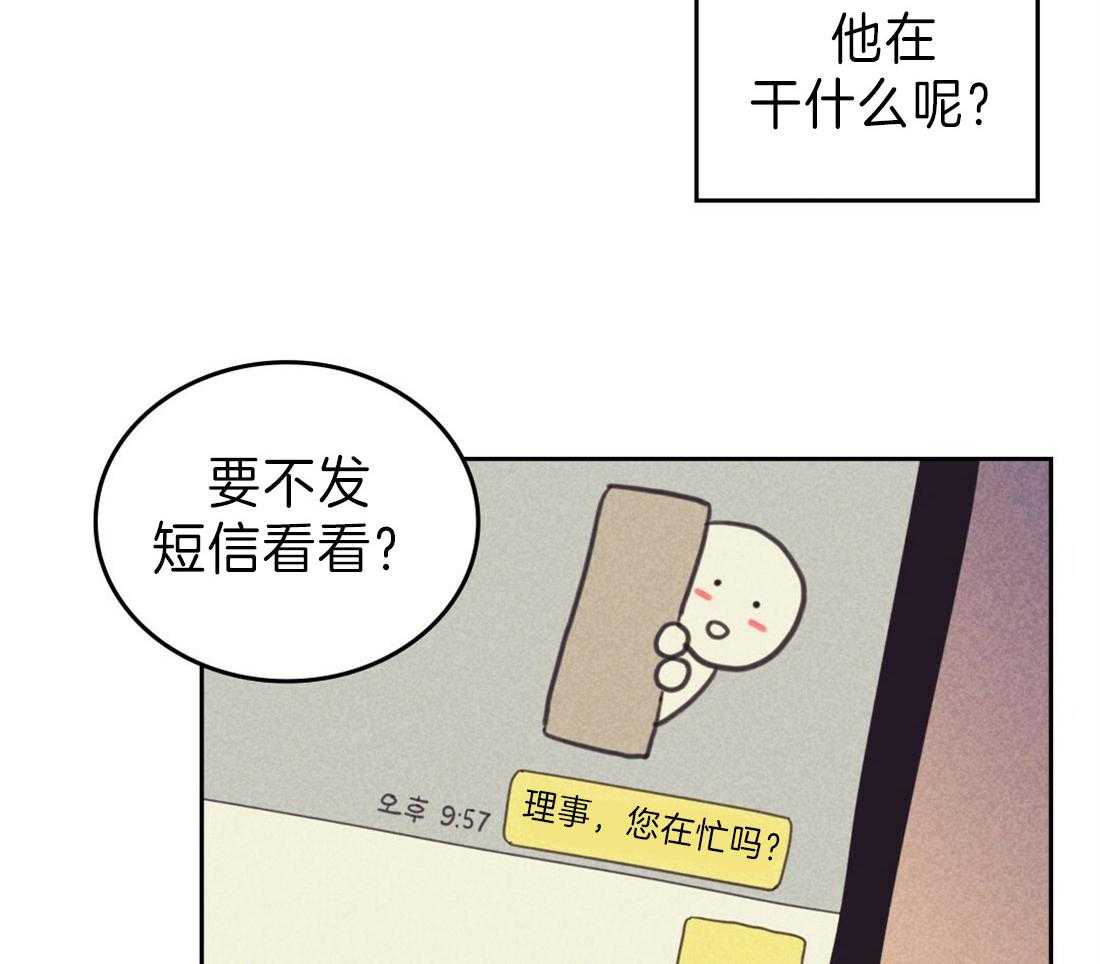 他在
干什么呢？
要不发
短信看看？
오후 9:57
理事，您在忙吗？